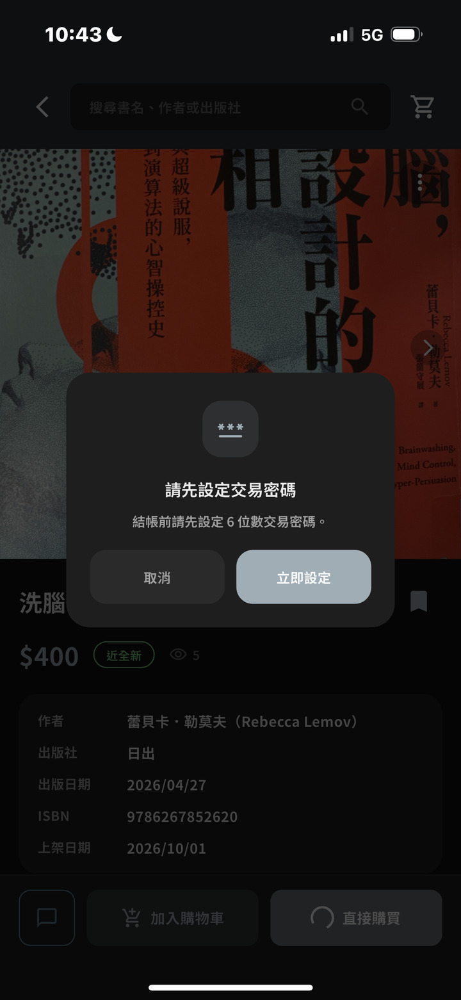 10:43
5G
搜尋書名、作者或出版社
腦,
設計的
相
與超級說服,
到演算法的心智操控史
蕾貝卡·勒莫夫 著
Rebecca Lemov
Brainwashing,
Mind Control,
yper-Persuasion
***
請先設定交易密碼
結帳前請先設定 6 位數交易密碼。
取消
立即設定
洗腦
$400
近全新
5
作者
蕾貝卡·勒莫夫（Rebecca Lemov）
出版社
日出
出版日期
2026/04/27
ISBN
9786267852620
上架日期
2026/10/01
加入購物車
直接購買